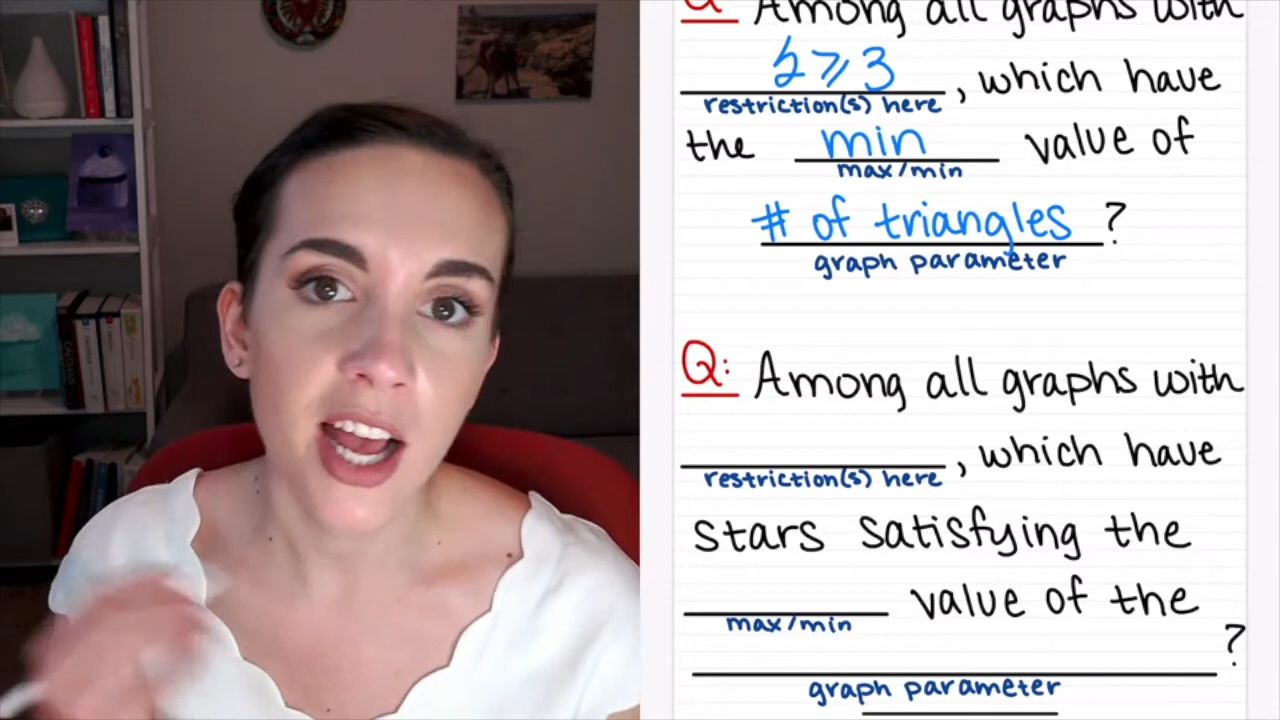 Q Among all graphs with
δ ⩾ 3, which have
restriction(s) here
the min value of
max/min
# of triangles?
graph parameter
Q: Among all graphs with
, which have
restriction(s) here
stars satisfying the
value of the
max/min
?
graph parameter
CALCULUS